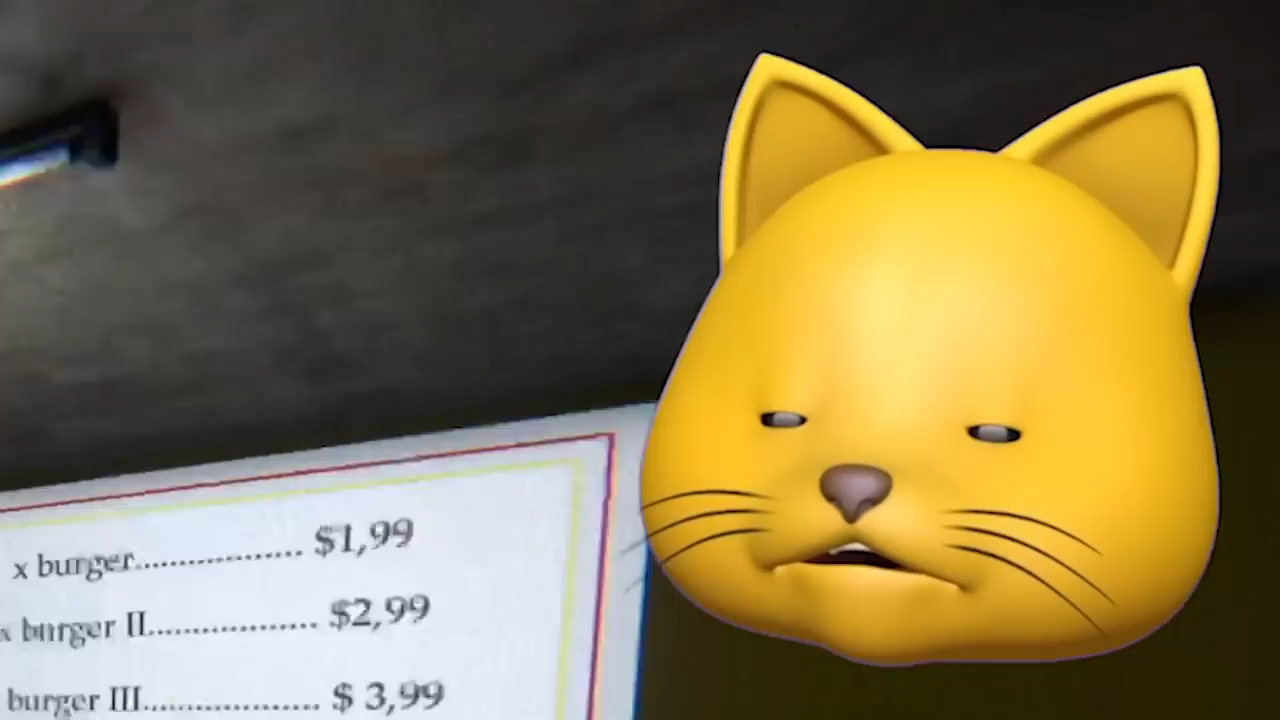 x burger.................. $1,99
x burger II.................. $2,99
burger III................... $ 3,99